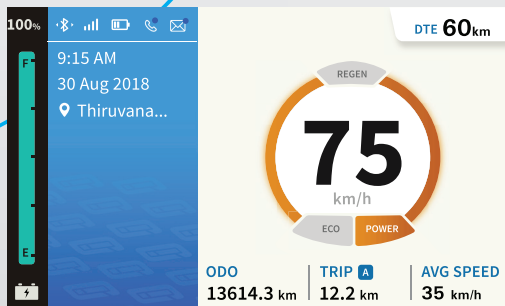 100%
F
E
9:15 AM
30 Aug 2018
Thiruvana...
DTE 60km
REGEN
75
km/h
ECO POWER
ODO
13614.3 km
TRIP A
12.2 km
AVG SPEED
35 km/h